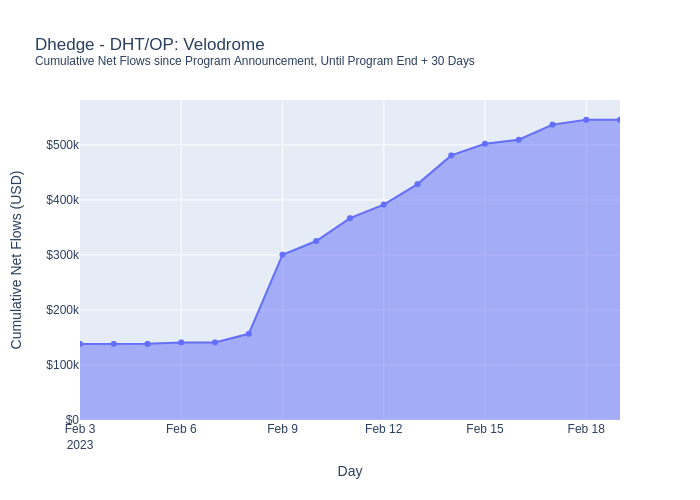 Dhedge - DHT/OP: Velodrome
Cumulative Net Flows since Program Announcement, Until Program End + 30 Days
Cumulative Net Flows (USD)
$500k
$400k
$300k
$200k
$100k
$0
Feb 3
2023
Feb 6
Feb 9
Feb 12
Feb 15
Feb 18
Day